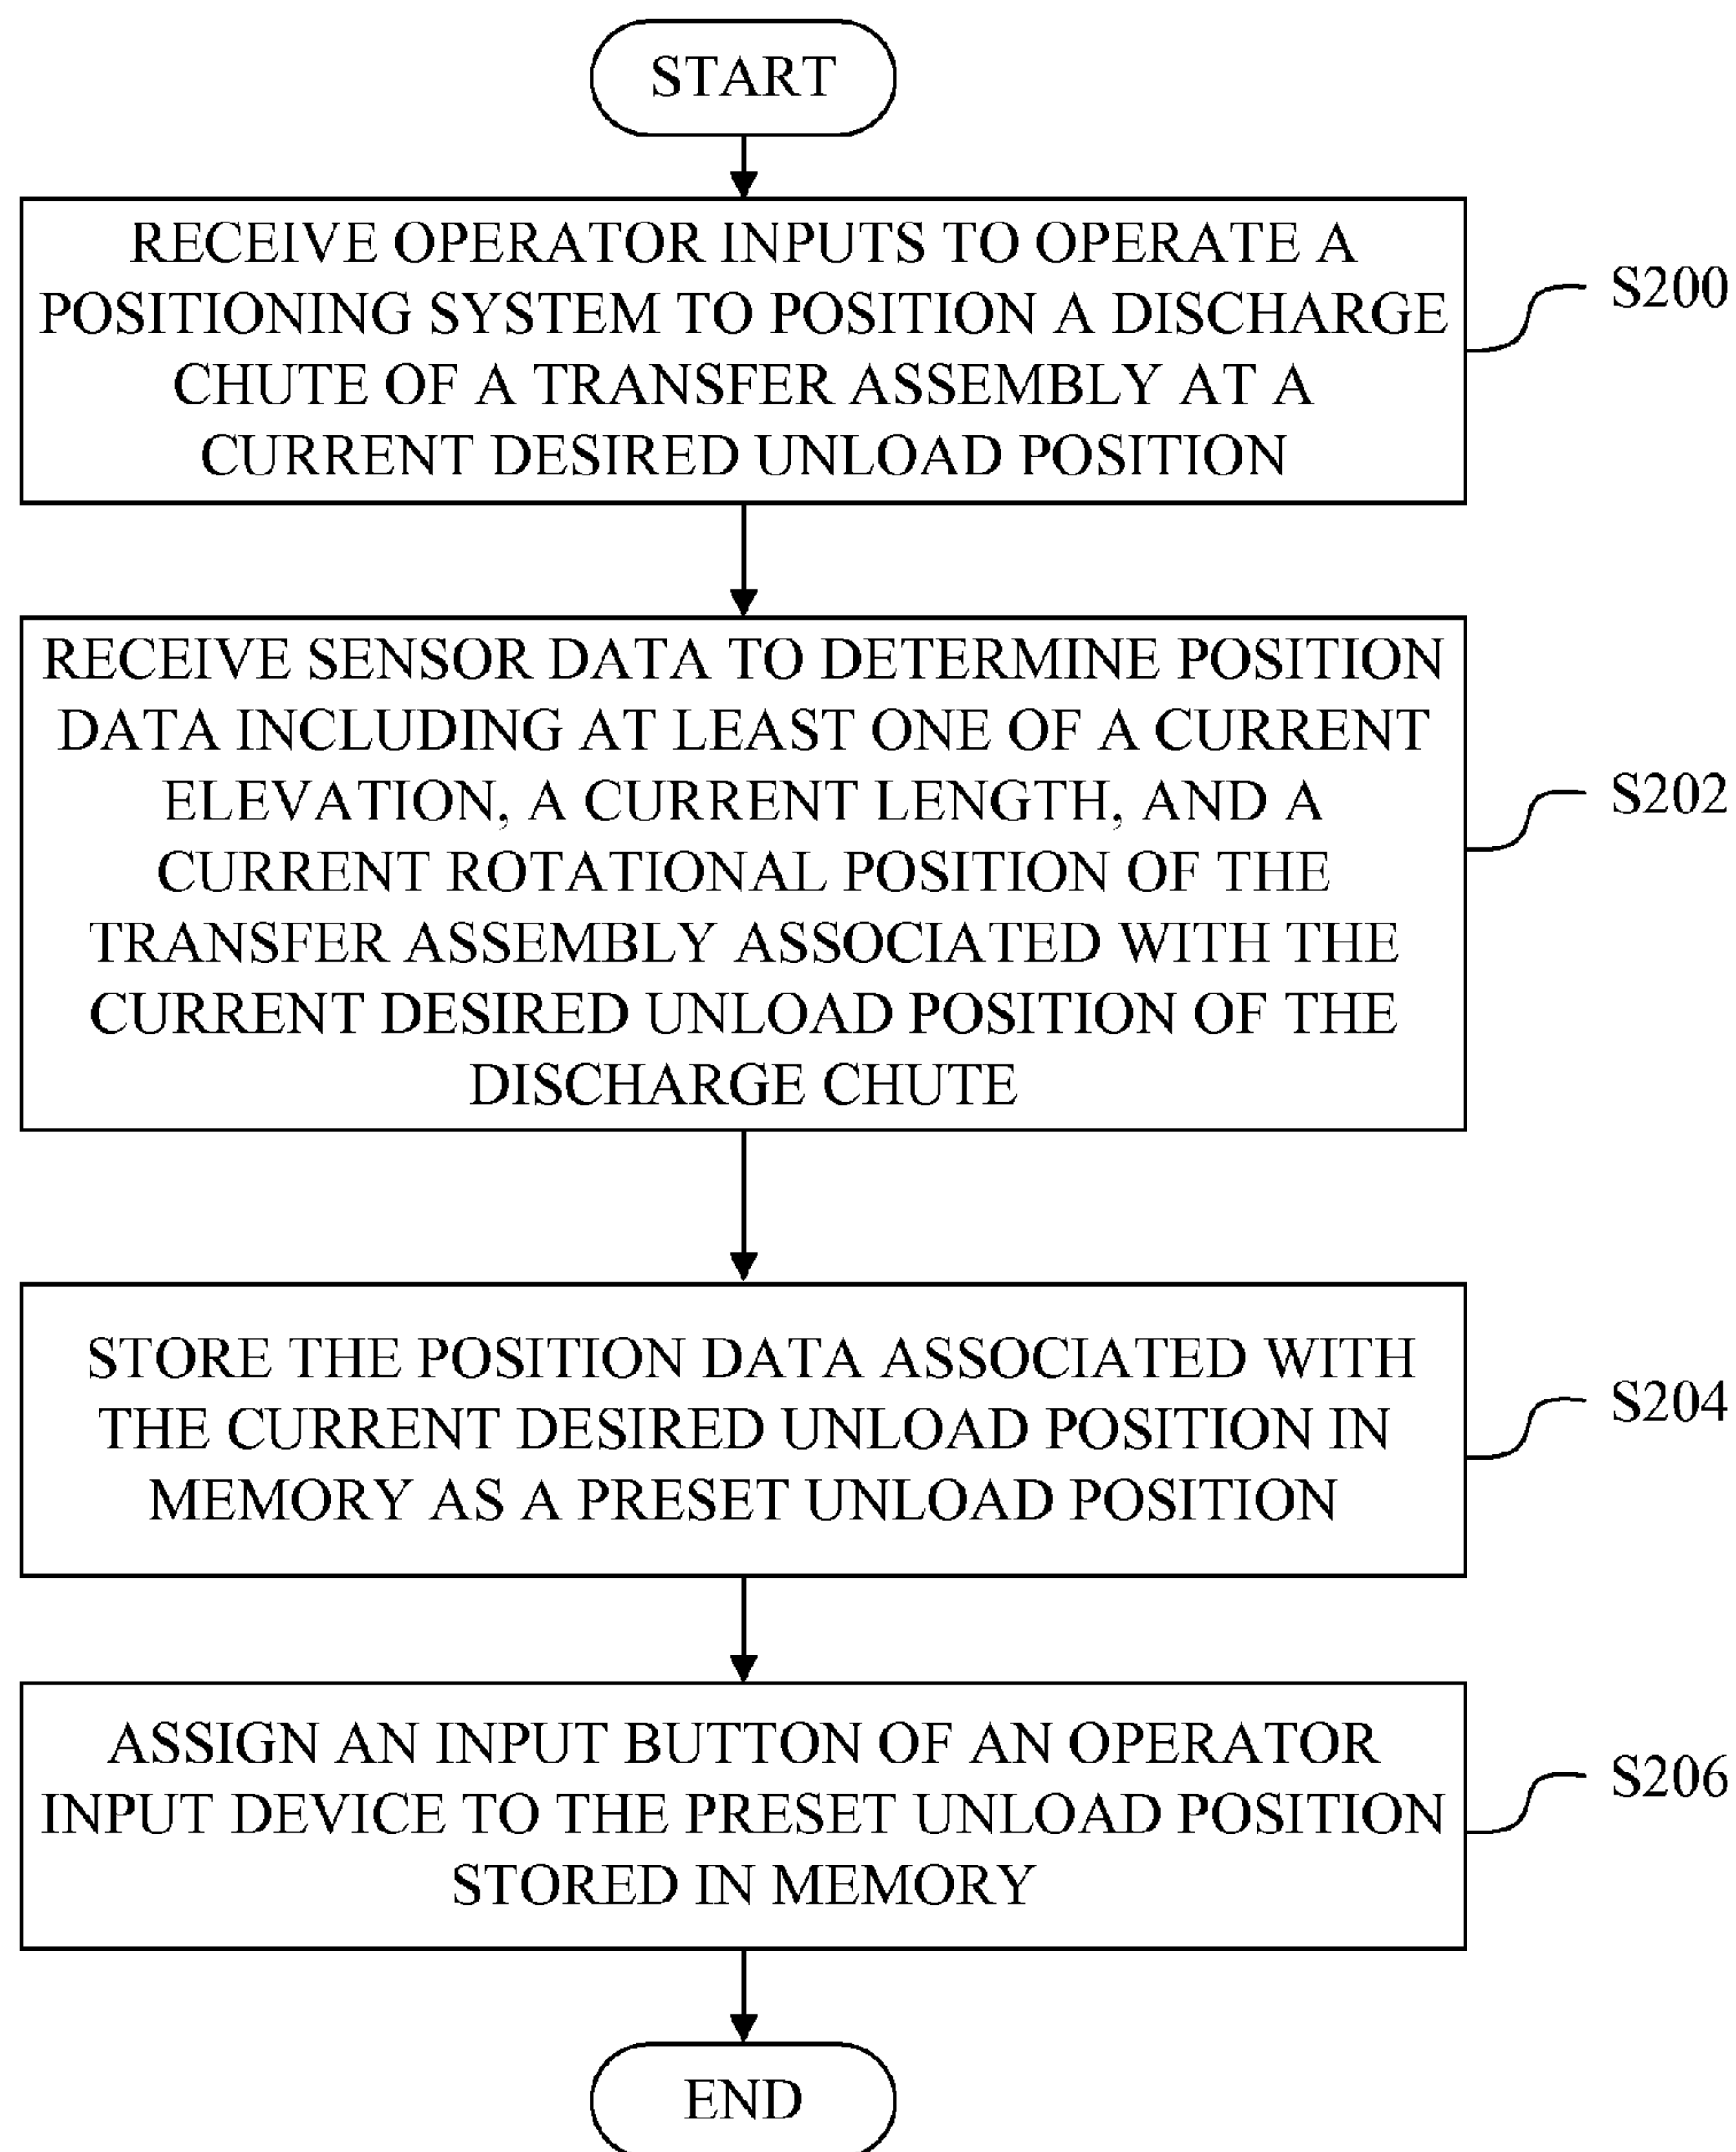 START
RECEIVE OPERATOR INPUTS TO OPERATE A
POSITIONING SYSTEM TO POSITION A DISCHARGE
CHUTE OF A TRANSFER ASSEMBLY AT A
CURRENT DESIRED UNLOAD POSITION
S200
RECEIVE SENSOR DATA TO DETERMINE POSITION
DATA INCLUDING AT LEAST ONE OF A CURRENT
ELEVATION, A CURRENT LENGTH, AND A
CURRENT ROTATIONAL POSITION OF THE
TRANSFER ASSEMBLY ASSOCIATED WITH THE
CURRENT DESIRED UNLOAD POSITION OF THE
DISCHARGE CHUTE
S202
STORE THE POSITION DATA ASSOCIATED WITH
THE CURRENT DESIRED UNLOAD POSITION IN
MEMORY AS A PRESET UNLOAD POSITION
S204
ASSIGN AN INPUT BUTTON OF AN OPERATOR
INPUT DEVICE TO THE PRESET UNLOAD POSITION
STORED IN MEMORY
S206
END